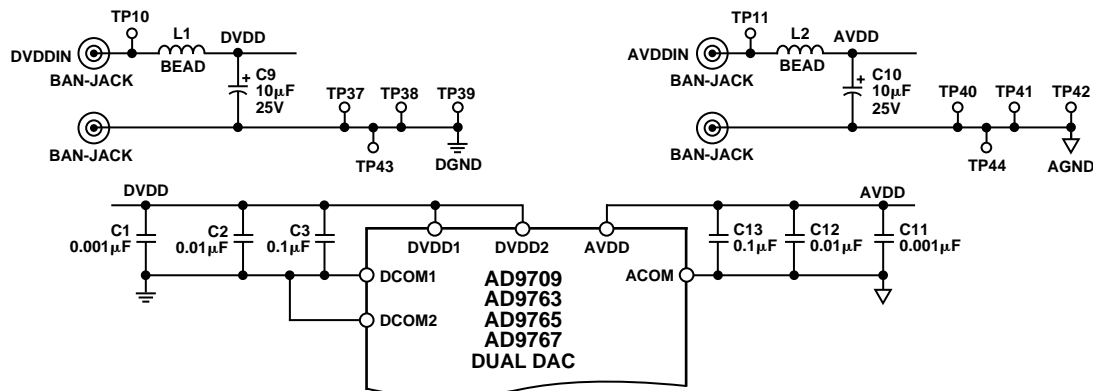 TP10
L1
DVDD
DVDDIN
BEAD
BAN-JACK
+ C9
10µF
25V
TP37
TP38
TP39
BAN-JACK
TP43
DGND
TP11
L2
AVDD
AVDDIN
BEAD
BAN-JACK
+ C10
10µF
25V
TP40
TP41
TP42
BAN-JACK
TP44
AGND
DVDD
C1
0.001µF
C2
0.01µF
C3
0.1µF
DVDD1
DVDD2
AVDD
AVDD
C13
0.1µF
C12
0.01µF
C11
0.001µF
DCOM1
DCOM2
ACOM
AD9709
AD9763
AD9765
AD9767
DUAL DAC